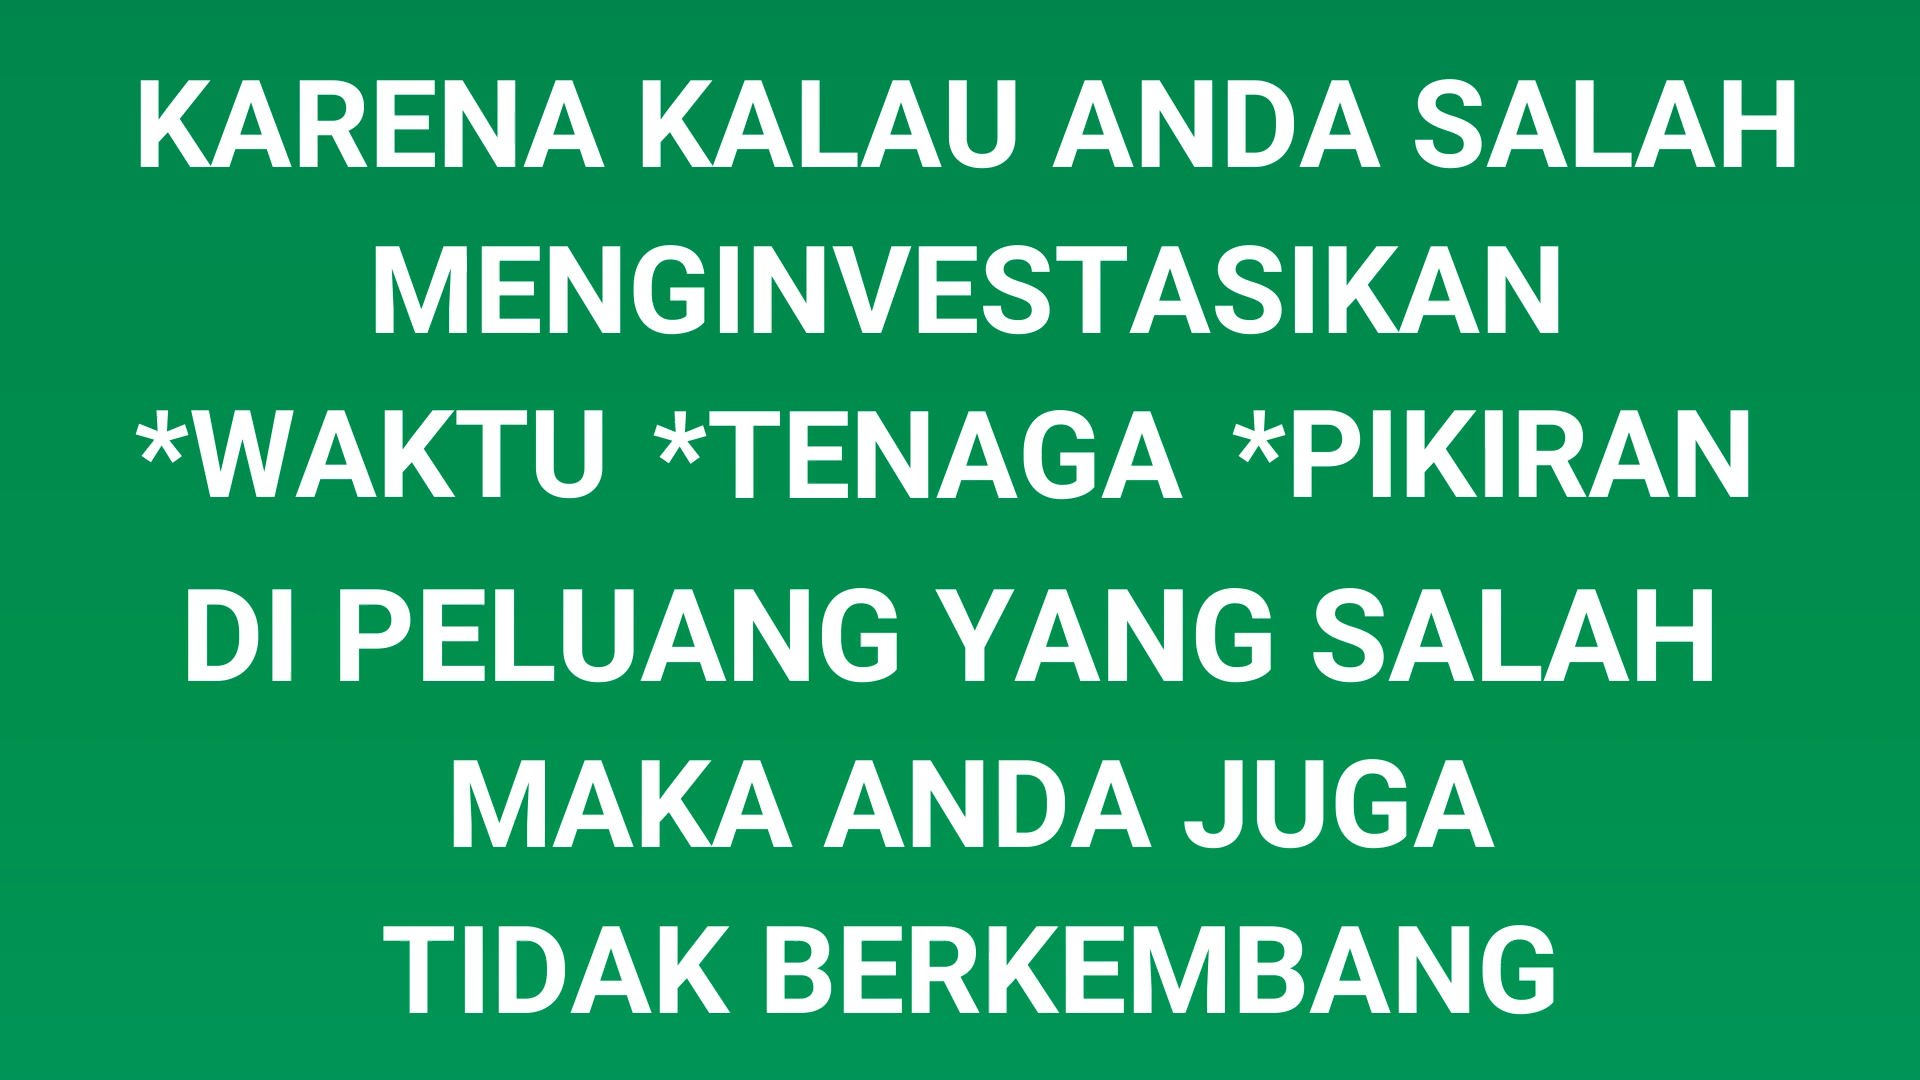 KARENA KALAU ANDA SALAH
MENGINVESTASIKAN
*WAKTU *TENAGA *PIKIRAN
DI PELUANG YANG SALAH
MAKA ANDA JUGA
TIDAK BERKEMBANG